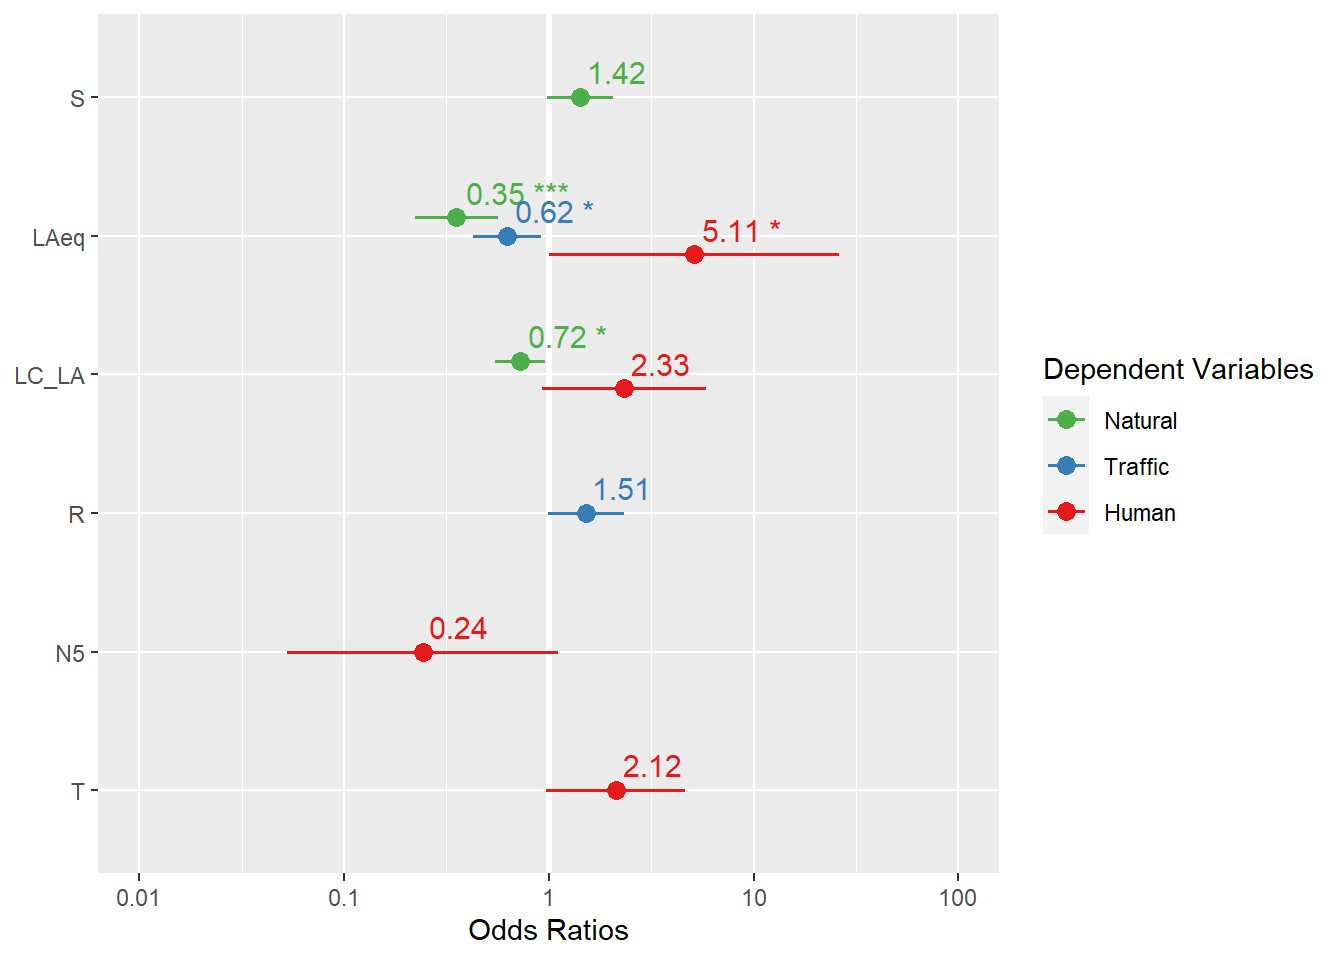 S
1.42
LAeq
0.35 ***
0.62 *
5.11 *
LC_LA
0.72 *
2.33
R
1.51
N5
0.24
T
2.12
0.01
0.1
1
10
100
Odds Ratios
Dependent Variables
Natural
Traffic
Human